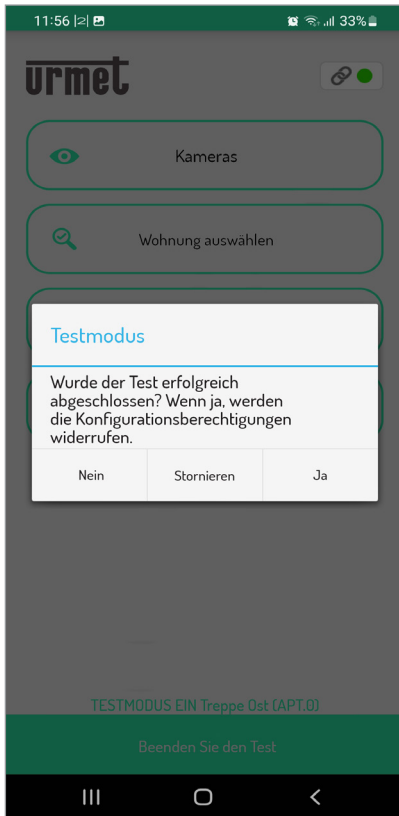 11:56 |2| 33%
urmet
Kameras
Wohnung auswählen
Testmodus
Wurde der Test erfolgreich
abgeschlossen? Wenn ja, werden
die Konfigurationsberechtigungen
widerrufen.
Nein Stornieren Ja
TESTMODUS EIN Treppe Ost (APT.0)
Beenden Sie den Test